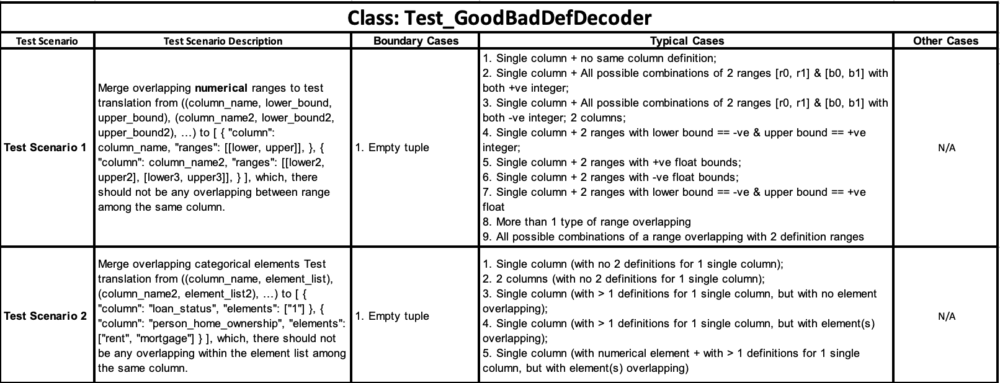 Class: Test_GoodBadDefDecoder
Test Scenario
Test Scenario Description
Boundary Cases
Typical Cases
Other Cases
Test Scenario 1
Merge overlapping numerical ranges to test
translation from ((column_name, lower_bound,
upper_bound), (column_name2, lower_bound2,
upper_bound2), …) to [ { "column":
column_name, "ranges": [[lower, upper]], }, {
"column": column_name2, "ranges": [[lower2,
upper2], [lower3, upper3]], } ], which, there
should not be any overlapping between range
among the same column.
1. Empty tuple
1. Single column + no same column definition;
2. Single column + All possible combinations of 2 ranges [r0, r1] & [b0, b1] with
both +ve integer;
3. Single column + All possible combinations of 2 ranges [r0, r1] & [b0, b1] with
both -ve integer; 2 columns;
4. Single column + 2 ranges with lower bound == -ve & upper bound == +ve
integer;
5. Single column + 2 ranges with +ve float bounds;
6. Single column + 2 ranges with -ve float bounds;
7. Single column + 2 ranges with lower bound == -ve & upper bound == +ve
float
8. More than 1 type of range overlapping
9. All possible combinations of a range overlapping with 2 definition ranges
N/A
Test Scenario 2
Merge overlapping categorical elements Test
translation from ((column_name, element_list),
(column_name2, element_list2), …) to [ {
"column": "loan_status", "elements": ["1"] }, {
"column": "person_home_ownership", "elements":
["rent", "mortgage"] } ], which, there should not
be any overlapping within the element list among
the same column.
1. Empty tuple
1. Single column (with no 2 definitions for 1 single column);
2. 2 columns (with no 2 definitions for 1 single column);
3. Single column (with > 1 definitions for 1 single column, but with no element
overlapping);
4. Single column (with > 1 definitions for 1 single column, but with element(s)
overlapping);
5. Single column (with numerical element + with > 1 definitions for 1 single
column, but with element(s) overlapping)
N/A